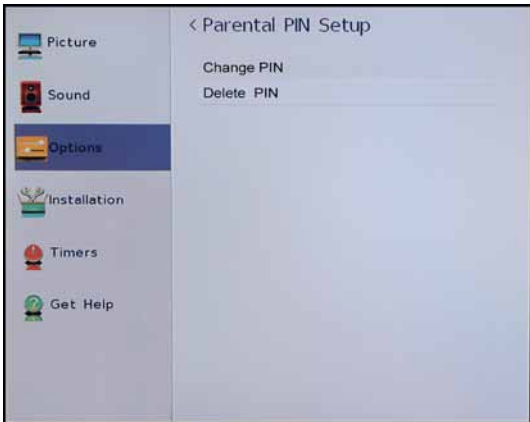 Picture
Sound
Options
Installation
Timers
Get Help
< Parental PIN Setup
Change PIN
Delete PIN